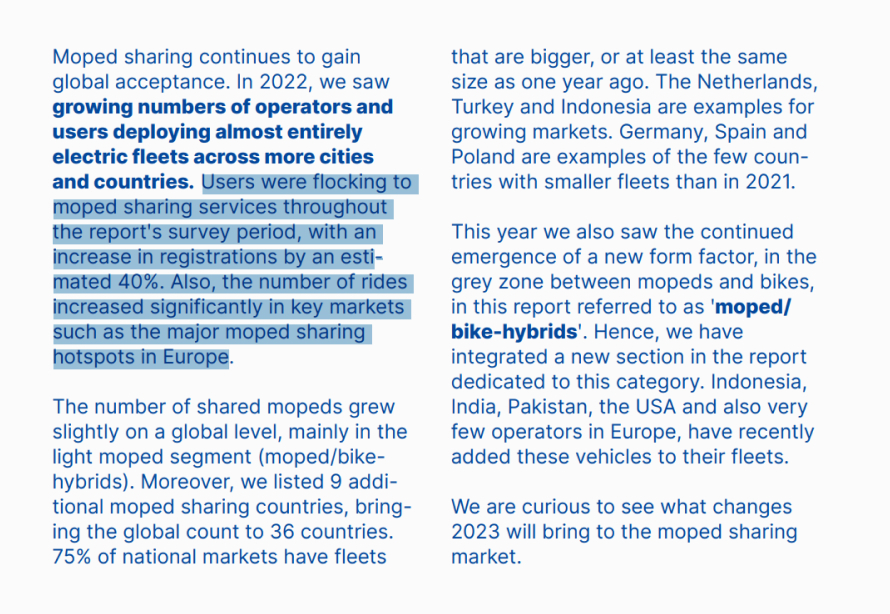 Moped sharing continues to gain
global acceptance. In 2022, we saw
growing numbers of operators and
users deploying almost entirely
electric fleets across more cities
and countries. Users were flocking to
moped sharing services throughout
the report's survey period, with an
increase in registrations by an esti-
mated 40%. Also, the number of rides
increased significantly in key markets
such as the major moped sharing
hotspots in Europe.
The number of shared mopeds grew
slightly on a global level, mainly in the
light moped segment (moped/bike-
hybrids). Moreover, we listed 9 addi-
tional moped sharing countries, bring-
ing the global count to 36 countries.
75% of national markets have fleets
that are bigger, or at least the same
size as one year ago. The Netherlands,
Turkey and Indonesia are examples for
growing markets. Germany, Spain and
Poland are examples of the few coun-
tries with smaller fleets than in 2021.
This year we also saw the continued
emergence of a new form factor, in the
grey zone between mopeds and bikes,
in this report referred to as 'moped/
bike-hybrids'. Hence, we have
integrated a new section in the report
dedicated to this category. Indonesia,
India, Pakistan, the USA and also very
few operators in Europe, have recently
added these vehicles to their fleets.
We are curious to see what changes
2023 will bring to the moped sharing
market.